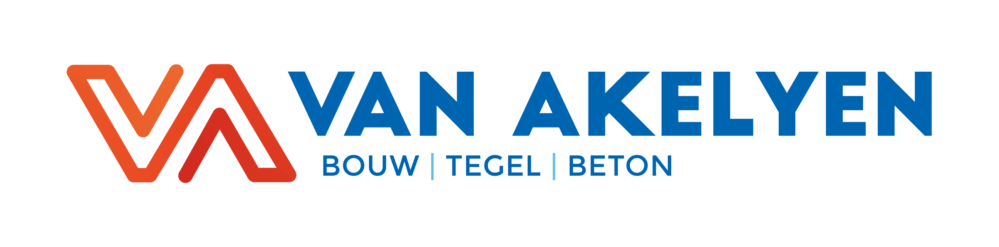 VAN AKELYEN
BOUW | TEGEL | BETON